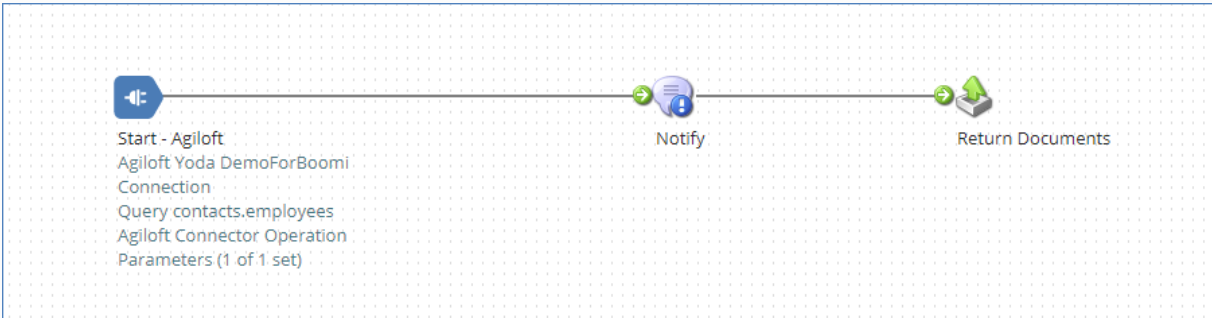 Start - Agiloft
Agiloft Yoda DemoForBoomi
Connection
Query contacts.employees
Agiloft Connector Operation
Parameters (1 of 1 set)
Notify
Return Documents